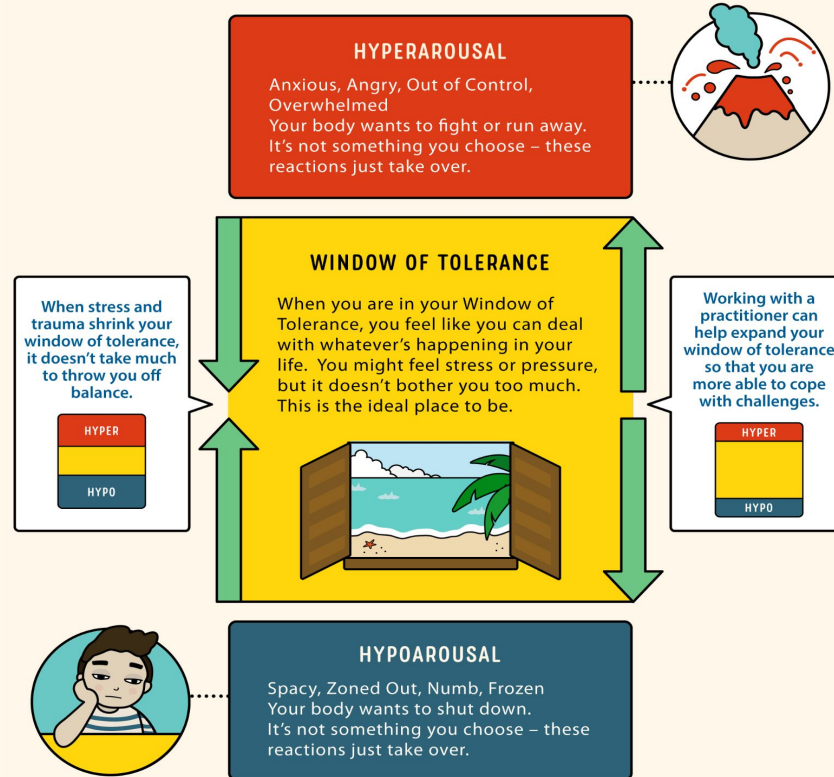 HYPERAROUSAL
Anxious, Angry, Out of Control,
Overwhelmed
Your body wants to fight or run away.
It's not something you choose – these
reactions just take over.
WINDOW OF TOLERANCE
When you are in your Window of
Tolerance, you feel like you can deal
with whatever's happening in your
life. You might feel stress or pressure,
but it doesn't bother you too much.
This is the ideal place to be.
When stress and
trauma shrink your
window of tolerance,
it doesn't take much
to throw you off
balance.
HYPER
HYPO
Working with a
practitioner can
help expand your
window of tolerance
so that you are
more able to cope
with challenges.
HYPER
HYPO
HYPOAROUSAL
Spacy, Zoned Out, Numb, Frozen
Your body wants to shut down.
It's not something you choose – these
reactions just take over.